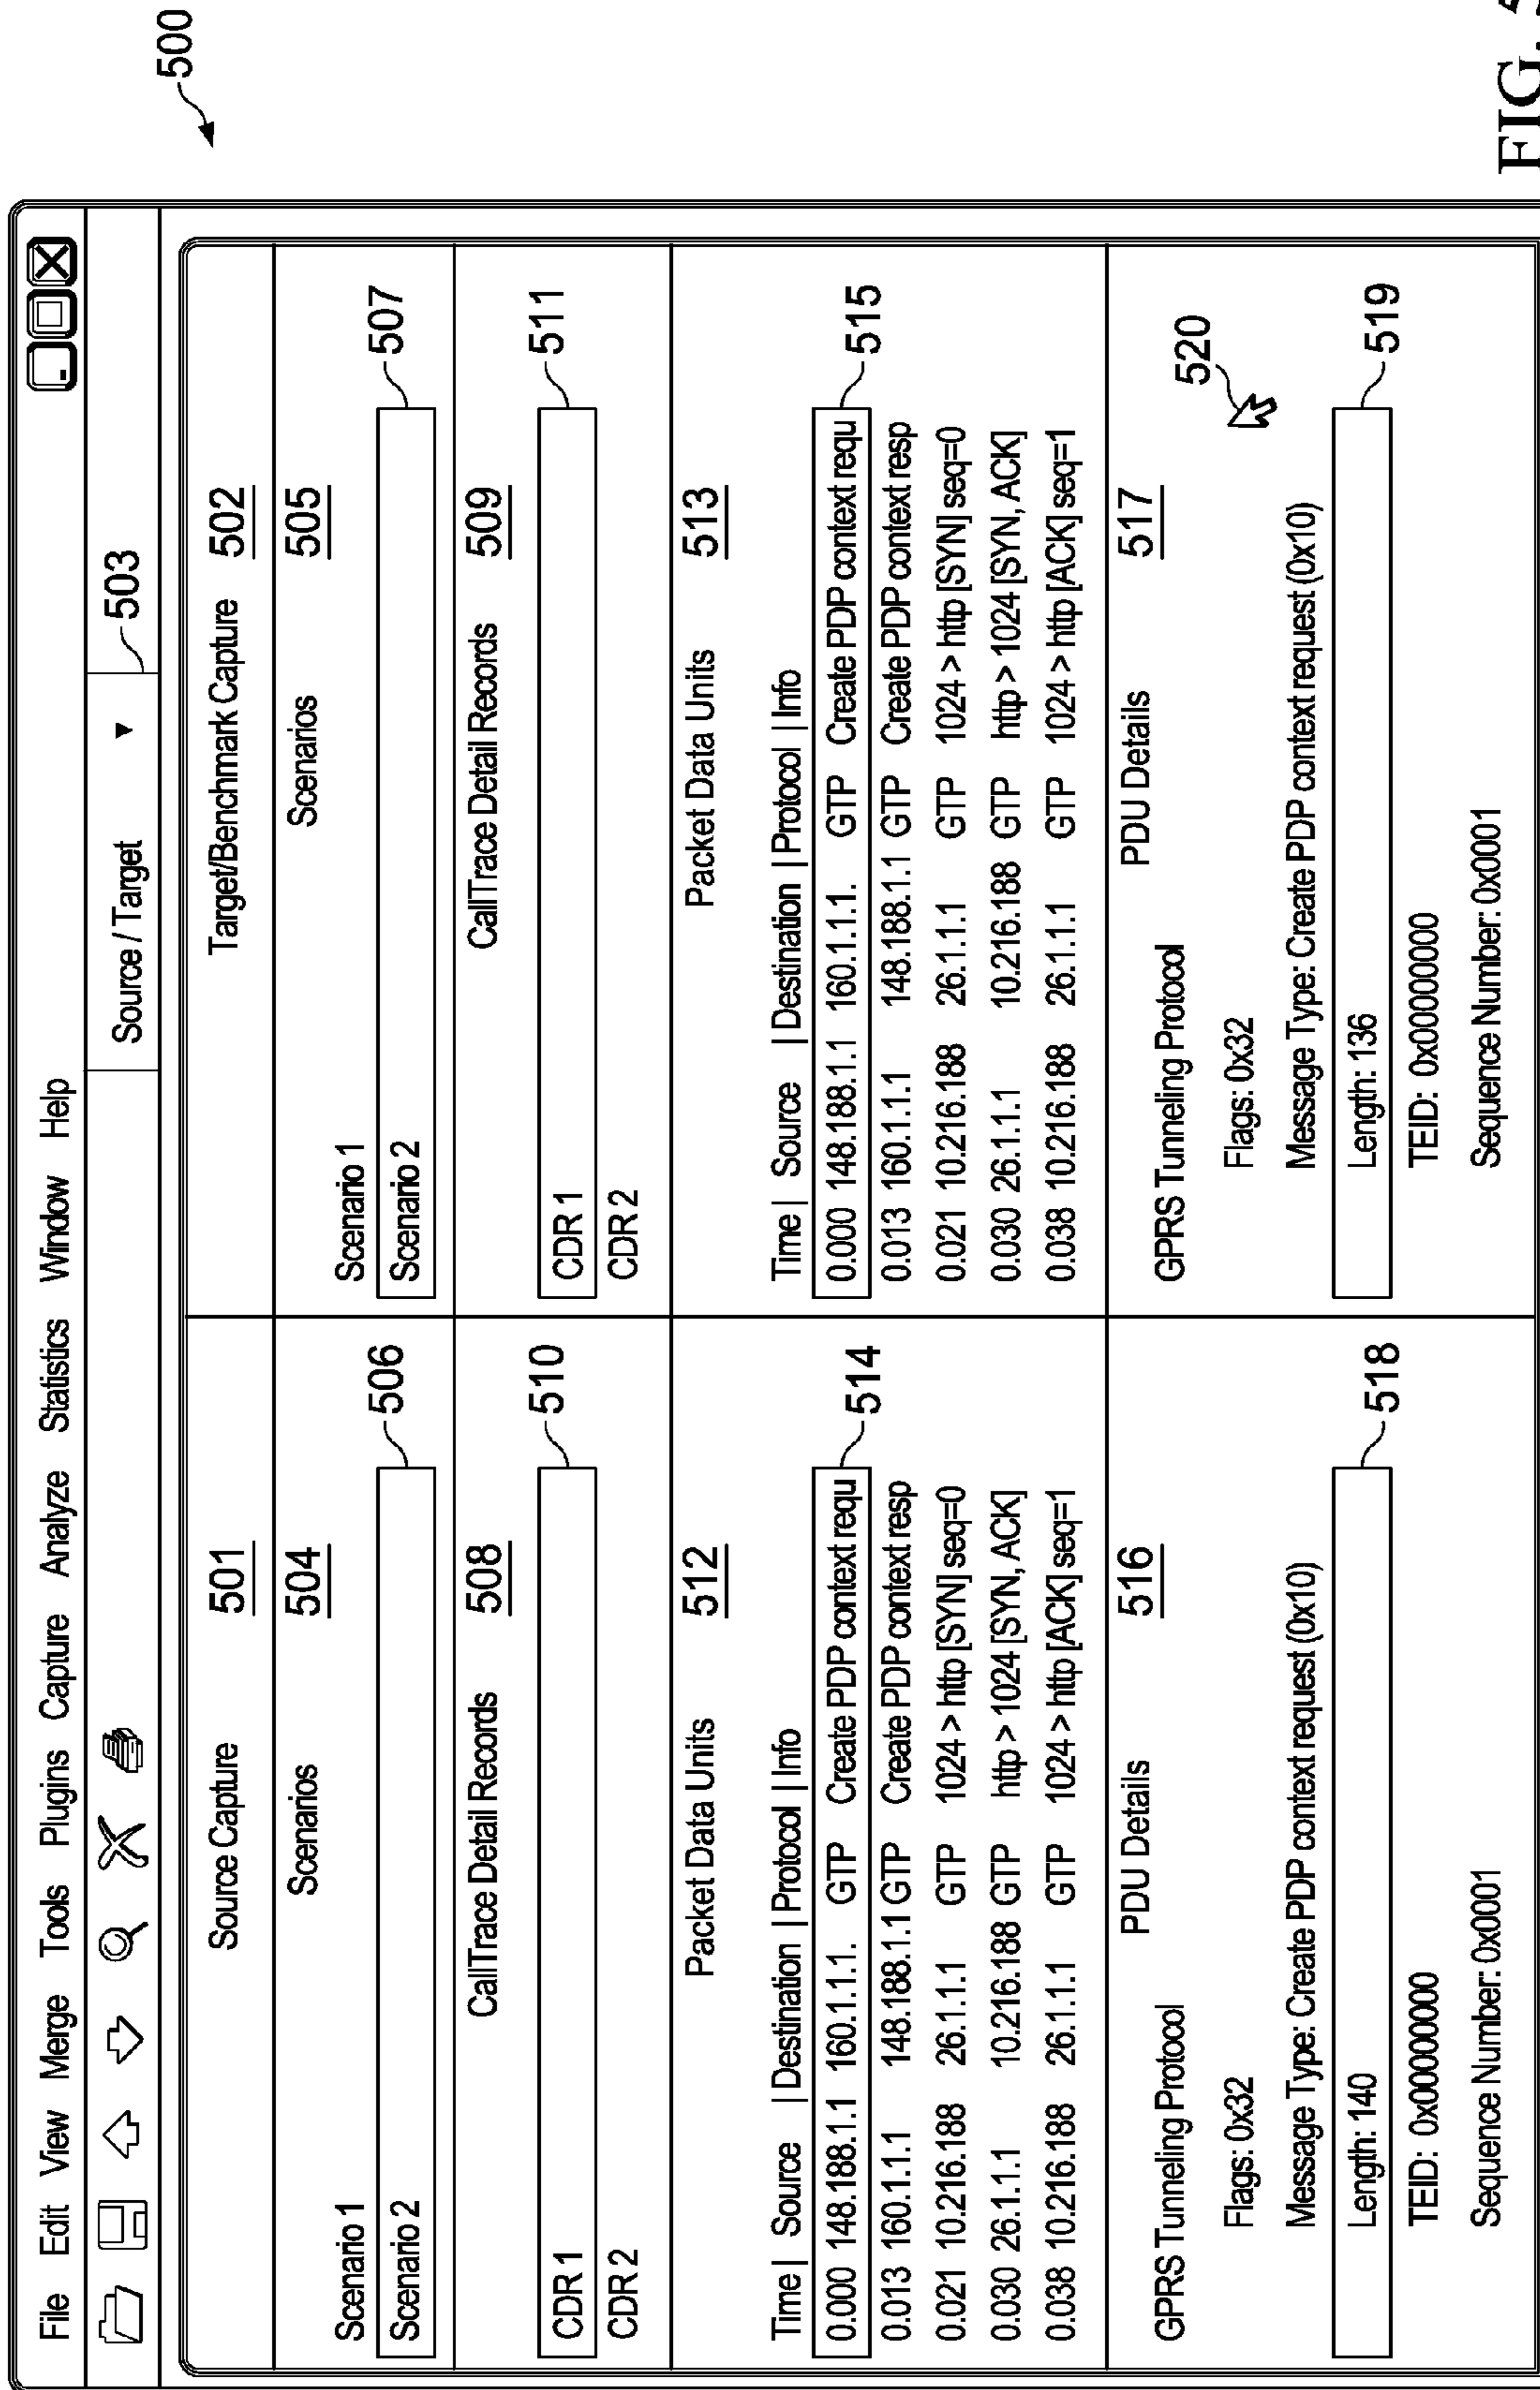 500
File Edit View Merge Tools Plugins Capture Analyze Statistics Window Help
Source / Target 503
Source Capture 501
Target/Benchmark Capture 502
Scenarios 504
Scenario 1
Scenario 2 506
Scenarios 505
Scenario 1
Scenario 2 507
CallTrace Detail Records 508
CDR 1 510
CDR 2
CallTrace Detail Records 509
CDR 1 511
CDR 2
Packet Data Units 512
Time | Source | Destination | Protocol | Info
0.000 148.188.1.1 160.1.1.1. GTP Create PDP context requ 514
0.013 160.1.1.1 148.188.1.1 GTP Create PDP context resp
0.021 10.216.188 26.1.1.1 GTP 1024 > http [SYN] seq=0
0.030 26.1.1.1 10.216.188 GTP http > 1024 [SYN, ACK]
0.038 10.216.188 26.1.1.1 GTP 1024 > http [ACK] seq=1
Packet Data Units 513
Time | Source | Destination | Protocol | Info
0.000 148.188.1.1 160.1.1.1. GTP Create PDP context requ 515
0.013 160.1.1.1 148.188.1.1 GTP Create PDP context resp
0.021 10.216.188 26.1.1.1 GTP 1024 > http [SYN] seq=0
0.030 26.1.1.1 10.216.188 GTP http > 1024 [SYN, ACK]
0.038 10.216.188 26.1.1.1 GTP 1024 > http [ACK] seq=1
PDU Details 516
GPRS Tunneling Protocol
Flags: 0x32
Message Type: Create PDP context request (0x10)
Length: 140 518
TEID: 0x00000000
Sequence Number: 0x0001
PDU Details 517
GPRS Tunneling Protocol 520
Flags: 0x32
Message Type: Create PDP context request (0x10)
Length: 136 519
TEID: 0x00000000
Sequence Number: 0x0001
FIG.